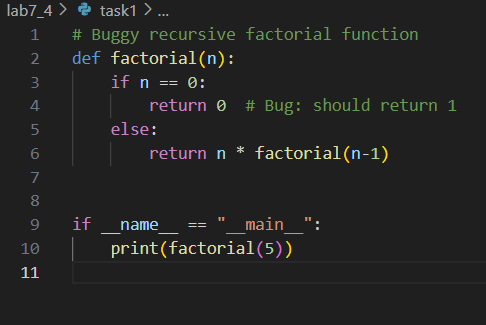 lab7_4 > task1 > ...
1 # Buggy recursive factorial function
2 def factorial(n):
3     if n == 0:
4         return 0  # Bug: should return 1
5     else:
6         return n * factorial(n-1)
7
8
9 if __name__ == "__main__":
10     print(factorial(5))
11